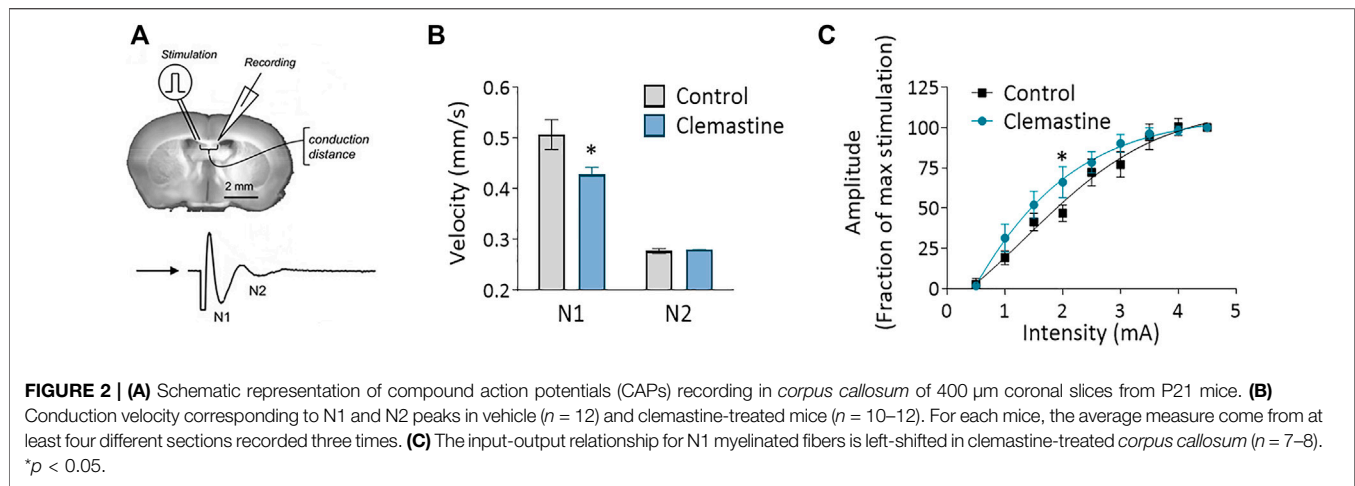 A
Stimulation
Recording
conduction
distance
2 mm
N1
N2
B
Velocity (mm/s)
0.6
0.5
0.4
0.3
0.2
Control
Clemastine
*
N1
N2
C
Amplitude
(Fraction of max stimulation)
125
100
75
50
25
0
Control
Clemastine
*
0
1
2
3
4
5
Intensity (mA)
FIGURE 2 | (A) Schematic representation of compound action potentials (CAPs) recording in corpus callosum of 400 μm coronal slices from P21 mice. (B)
Conduction velocity corresponding to N1 and N2 peaks in vehicle (n = 12) and clemastine-treated mice (n = 10–12). For each mice, the average measure come from at
least four different sections recorded three times. (C) The input-output relationship for N1 myelinated fibers is left-shifted in clemastine-treated corpus callosum (n = 7–8).
*p < 0.05.